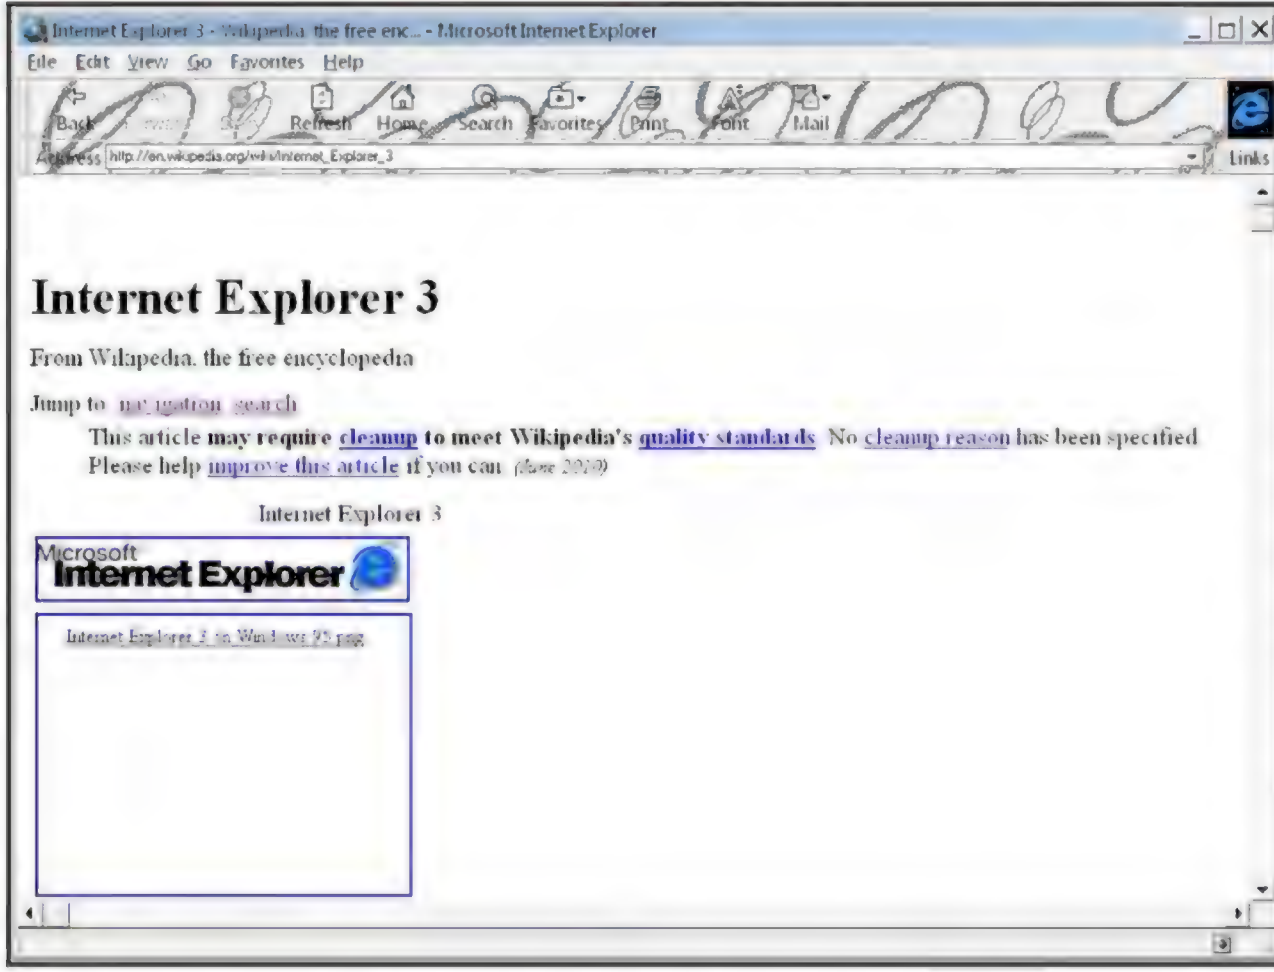 Internet Explorer 3 - Wikipedia, the free enc... - Microsoft Internet Explorer
File Edit View Go Favorites Help
Back Refresh Home Search Favorites Print Font Mail
Address http://en.wikipedia.org/wiki/Internet_Explorer_3 Links
Internet Explorer 3
From Wikipedia, the free encyclopedia
Jump to navigation search
This article may require cleanup to meet Wikipedia's quality standards No cleanup reason has been specified
Please help improve this article if you can (June 2020)
Internet Explorer 3
Microsoft
Internet Explorer
Internet Explorer 3 in Windows 95 png